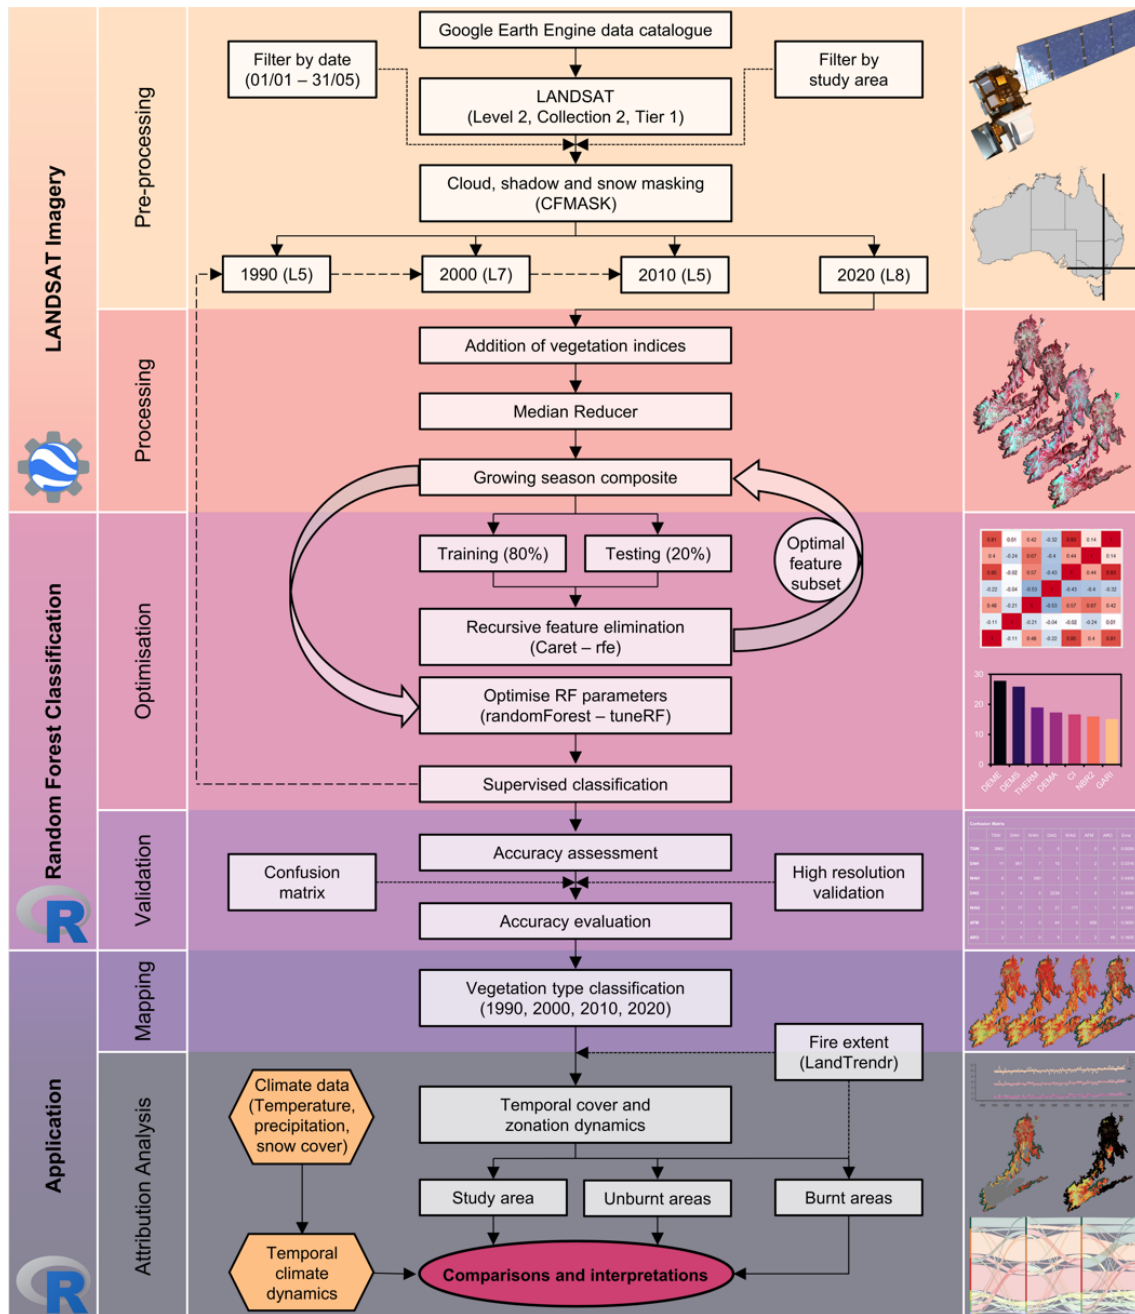 Google Earth Engine data catalogue
Filter by date
(01/01 – 31/05)
Filter by
study area
LANDSAT
(Level 2, Collection 2, Tier 1)
Cloud, shadow and snow masking
(CFMASK)
1990 (L5)
2000 (L7)
2010 (L5)
2020 (L8)
Pre-processing
LANDSAT Imagery
Processing
Addition of vegetation indices
Median Reducer
Growing season composite
Training (80%)
Testing (20%)
Optimal
feature
subset
Recursive feature elimination
(Caret – rfe)
Optimise RF parameters
(randomForest – tuneRF)
Supervised classification
Optimisation
Random Forest Classification
30
20
10
0
DEME
DEMS
THERM
DEMA
CI
NBR2
GARI
Validation
Accuracy assessment
Confusion
matrix
High resolution
validation
Accuracy evaluation
Confusion Matrix
R
Mapping
Vegetation type classification
(1990, 2000, 2010, 2020)
Fire extent
(LandTrendr)
Application
Attribution Analysis
Climate data
(Temperature,
precipitation,
snow cover)
Temporal cover and
zonation dynamics
Study area
Unburnt areas
Burnt areas
Temporal
climate
dynamics
Comparisons and interpretations
R